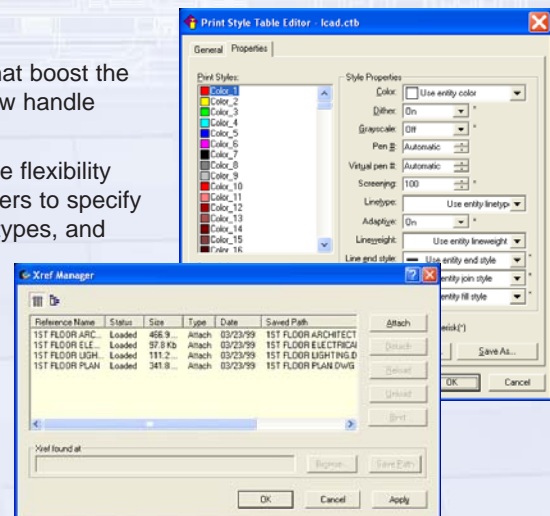 hat boost the
w handle
e flexibility
ers to specify
types, and
Print Style Table Editor - Icad.ctb
General Properties
Print Styles:
Color_1
Color_2
Color_3
Color_4
Color_5
Color_6
Color_7
Color_8
Color_9
Color_10
Color_11
Color_12
Color_13
Color_14
Color_15
Color_16
Style Properties
Color: Use entity color
Dither: On *
Grayscale: Off *
Pen #: Automatic *
Virtual pen #: Automatic
Screening: 100 *
Linetype: Use entity linetyp
Adaptive: On *
Lineweight: Use entity lineweight
Line end style: Use entity end style
entity join style *
entity fill style *
erisk(*)
Save As...
OK Cancel
Xref Manager
Reference Name Status Size Type Date Saved Path
1ST FLOOR ARC... Loaded 466.9... Attach 03/23/99 1ST FLOOR ARCHITECT
1ST FLOOR ELE... Loaded 97.8 Kb Attach 03/23/99 1ST FLOOR ELECTRICAL
1ST FLOOR LIGH... Loaded 111.2... Attach 03/23/99 1ST FLOOR LIGHTING.D
1ST FLOOR PLAN Loaded 341.8... Attach 03/23/99 1ST FLOOR PLAN.DWG
Attach
Detach
Reload
Unload
Bind
Xref found at
Browse... Save Path
OK Cancel Apply